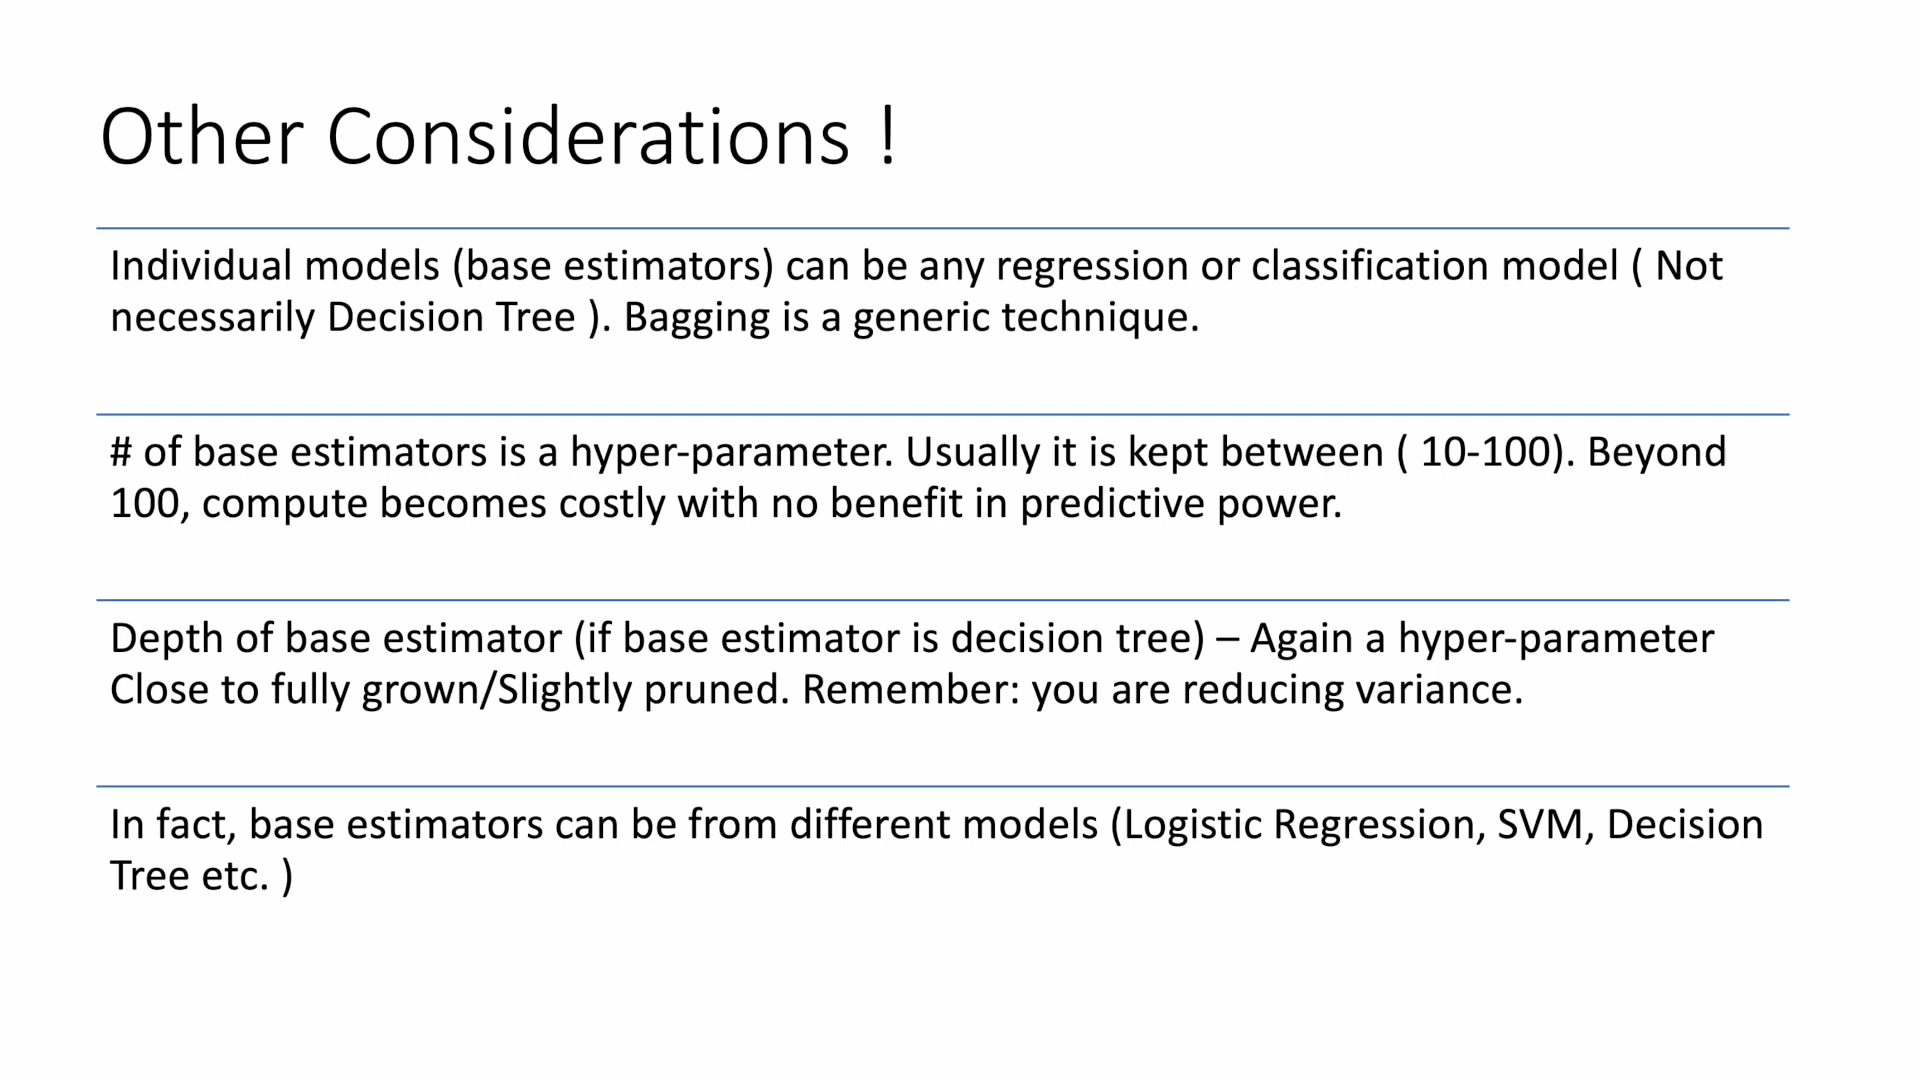 Other Considerations !
Individual models (base estimators) can be any regression or classification model ( Not
necessarily Decision Tree ). Bagging is a generic technique.
# of base estimators is a hyper-parameter. Usually it is kept between ( 10-100). Beyond
100, compute becomes costly with no benefit in predictive power.
Depth of base estimator (if base estimator is decision tree) – Again a hyper-parameter
Close to fully grown/Slightly pruned. Remember: you are reducing variance.
In fact, base estimators can be from different models (Logistic Regression, SVM, Decision
Tree etc. )